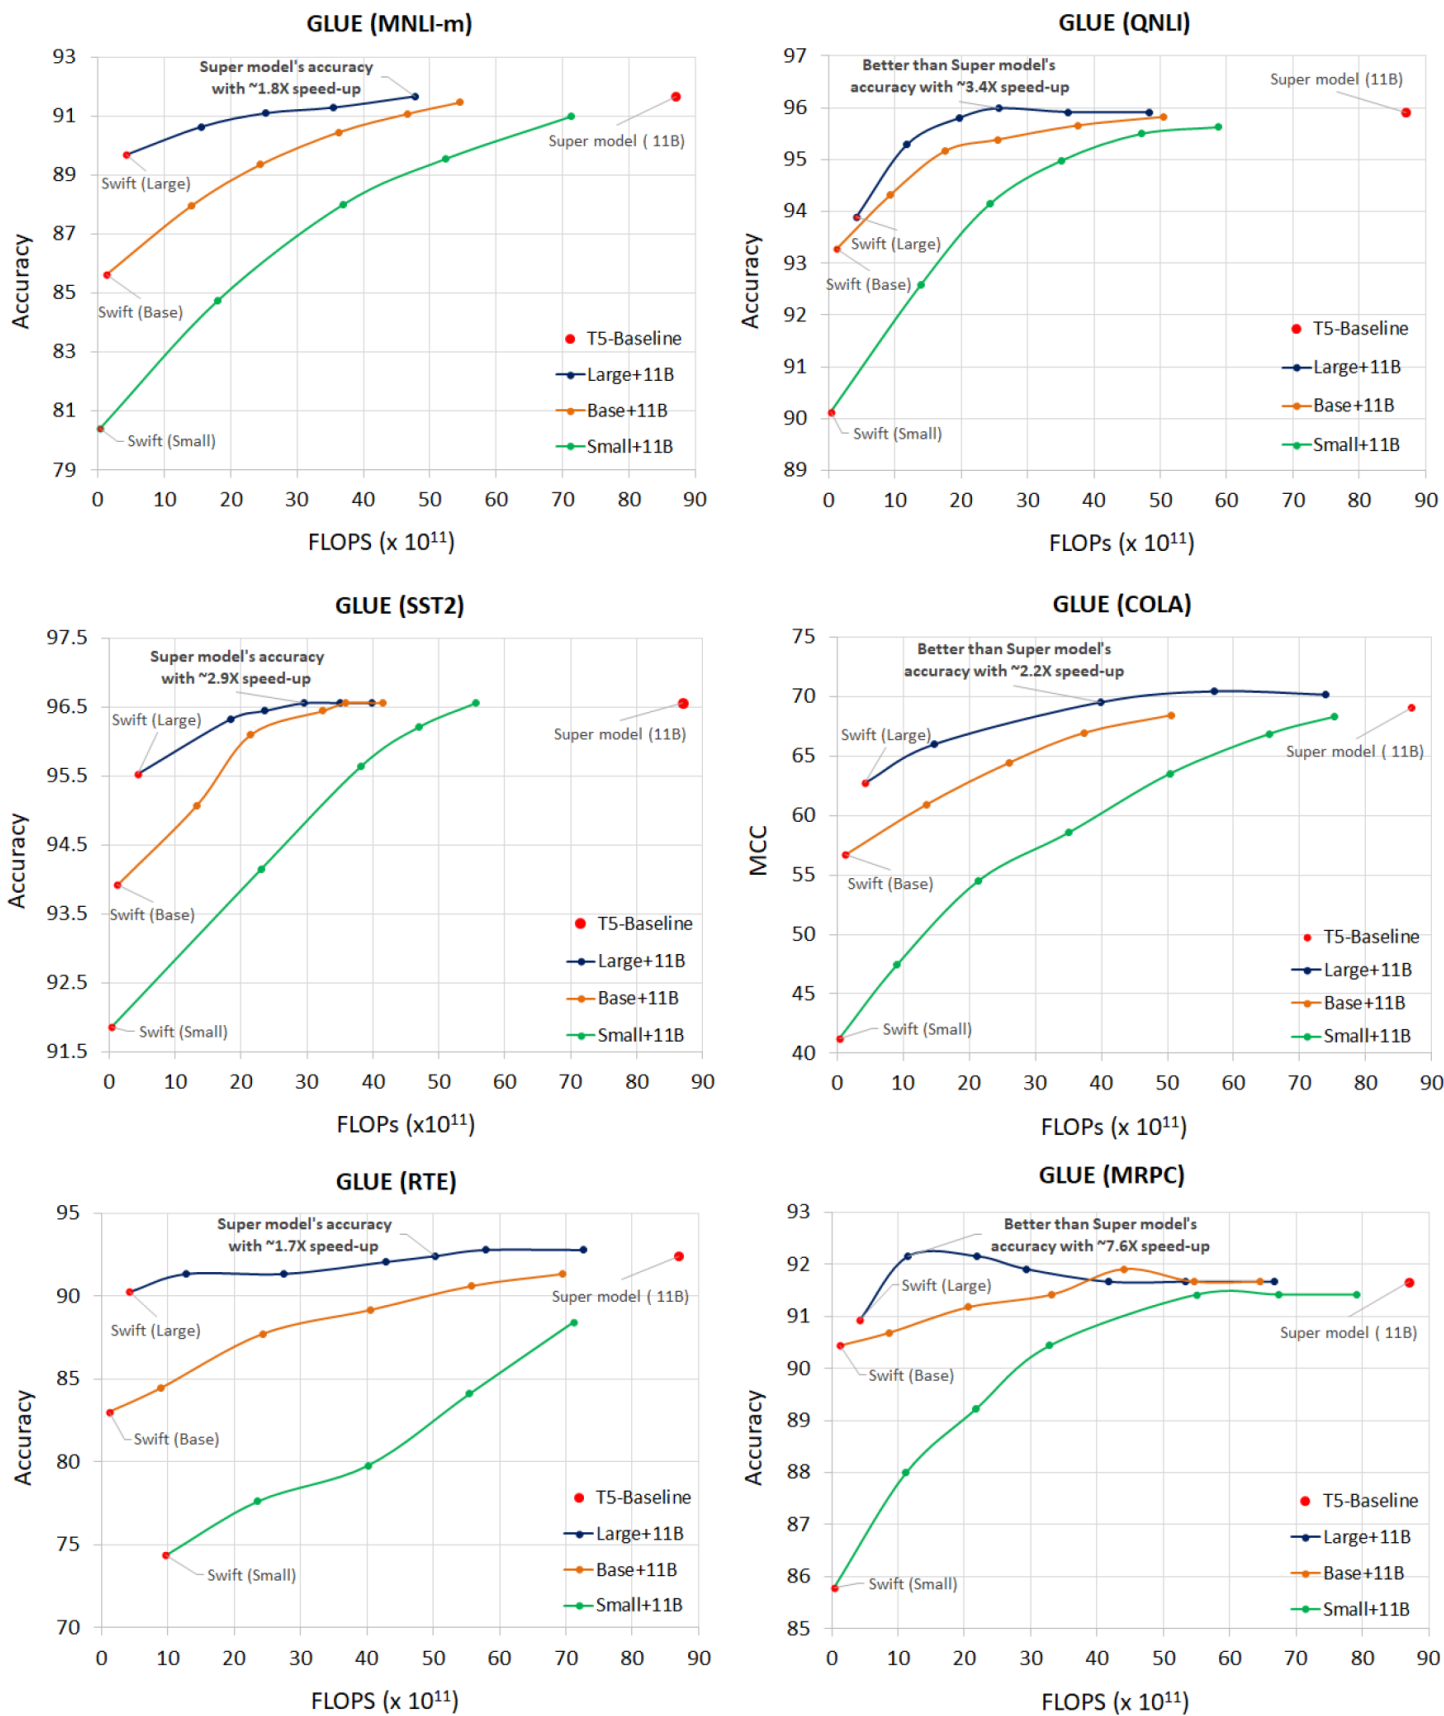 GLUE (MNLI-m)
93
91
89
87
85
83
81
79
Accuracy
Super model's accuracy
with ~1.8X speed-up
Swift (Large)
Swift (Base)
Swift (Small)
Super model ( 11B)
T5-Baseline
Large+11B
Base+11B
Small+11B
0 10 20 30 40 50 60 70 80 90
FLOPS (x 10¹¹)
GLUE (QNLI)
97
96
95
94
93
92
91
90
89
Accuracy
Better than Super model's
accuracy with ~3.4X speed-up
Super model (11B)
Swift (Large)
Swift (Base)
Swift (Small)
T5-Baseline
Large+11B
Base+11B
Small+11B
0 10 20 30 40 50 60 70 80 90
FLOPs (x 10¹¹)
GLUE (SST2)
97.5
96.5
95.5
94.5
93.5
92.5
91.5
Accuracy
Super model's accuracy
with ~2.9X speed-up
Swift (Large)
Super model (11B)
Swift (Base)
Swift (Small)
T5-Baseline
Large+11B
Base+11B
Small+11B
0 10 20 30 40 50 60 70 80 90
FLOPs (x10¹¹)
GLUE (COLA)
75
70
65
60
55
50
45
40
MCC
Better than Super model's
accuracy with ~2.2X speed-up
Swift (Large)
Super model ( 11B)
Swift (Base)
Swift (Small)
T5-Baseline
Large+11B
Base+11B
Small+11B
0 10 20 30 40 50 60 70 80 90
FLOPs (x 10¹¹)
GLUE (RTE)
95
90
85
80
75
70
Accuracy
Super model's accuracy
with ~1.7X speed-up
Super model ( 11B)
Swift (Large)
Swift (Base)
Swift (Small)
T5-Baseline
Large+11B
Base+11B
Small+11B
0 10 20 30 40 50 60 70 80 90
FLOPS (x 10¹¹)
GLUE (MRPC)
93
92
91
90
89
88
87
86
85
Accuracy
Better than Super model's
accuracy with ~7.6X speed-up
Swift (Large)
Super model ( 11B)
Swift (Base)
Swift (Small)
T5-Baseline
Large+11B
Base+11B
Small+11B
0 10 20 30 40 50 60 70 80 90
FLOPS (x 10¹¹)